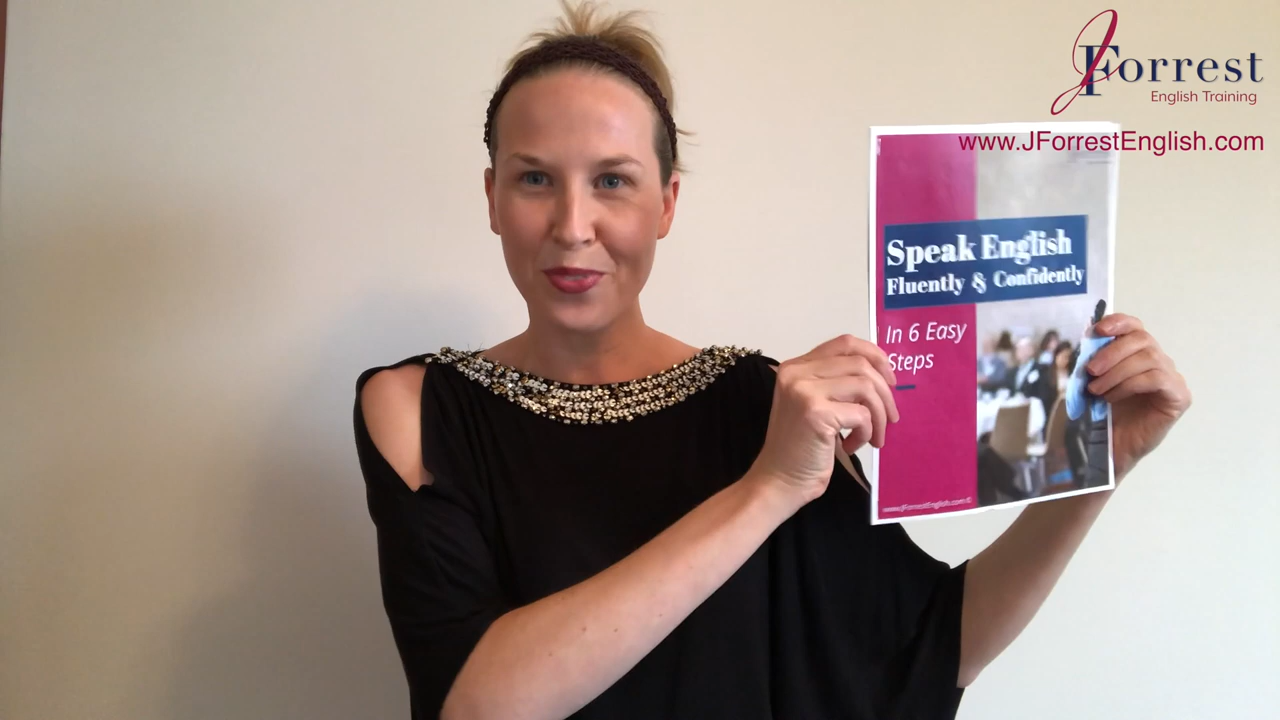 JForrest
English Training
www.JForrestEnglish.com
Speak English
Fluently & Confidently
In 6 Easy
Steps